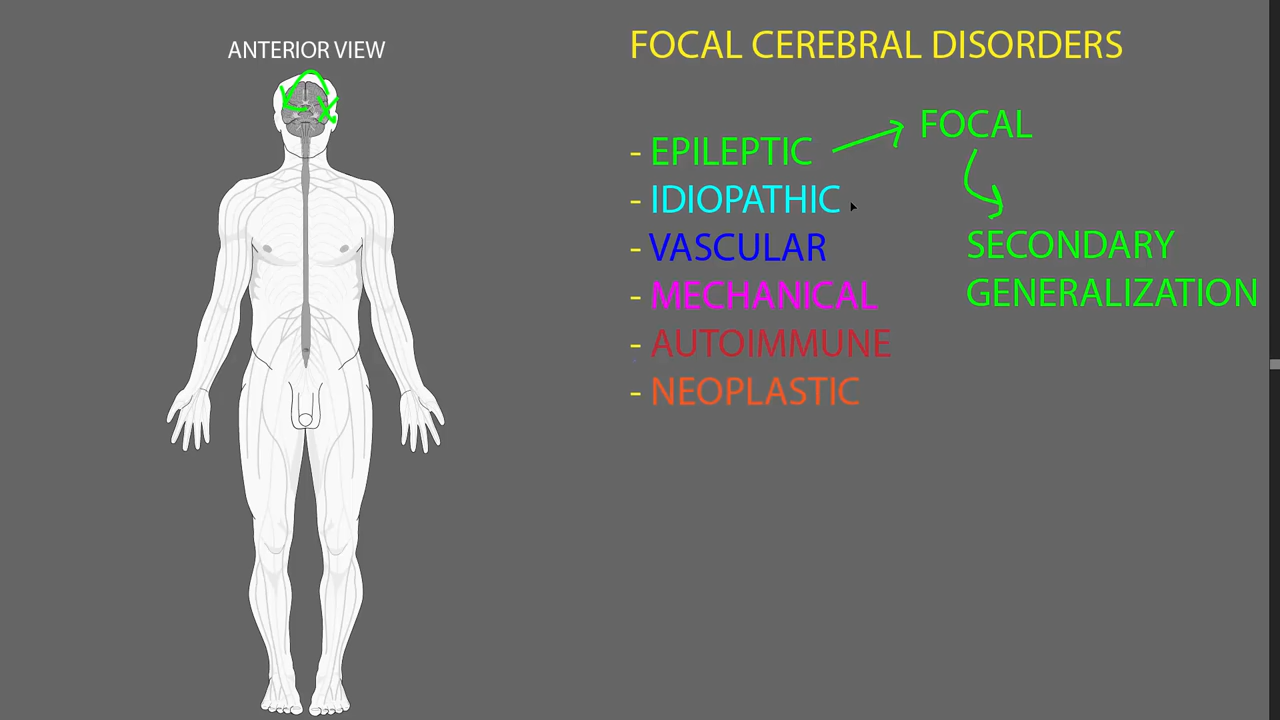 ANTERIOR VIEW
FOCAL CEREBRAL DISORDERS
- EPILEPTIC
- IDIOPATHIC
- VASCULAR
- MECHANICAL
- AUTOIMMUNE
- NEOPLASTIC
FOCAL
SECONDARY
GENERALIZATION